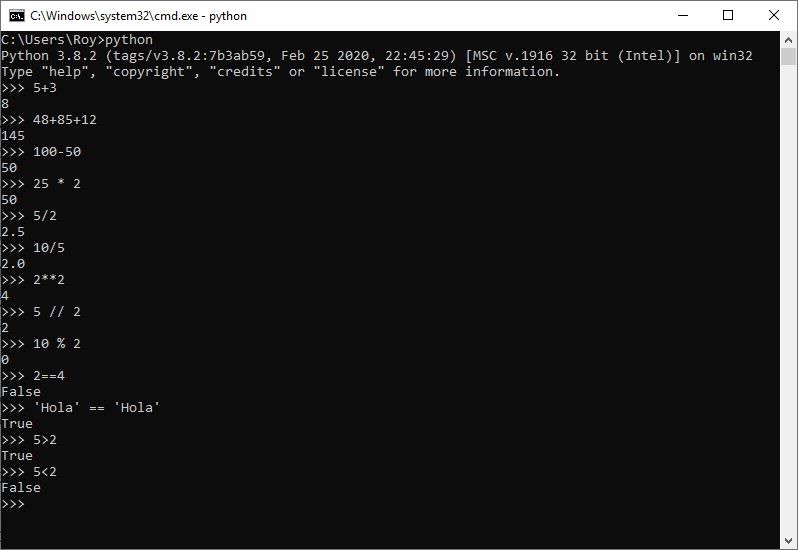 C:\Windows\system32\cmd.exe - python
C:\Users\Roy>python
Python 3.8.2 (tags/v3.8.2:7b3ab59, Feb 25 2020, 22:45:29) [MSC v.1916 32 bit (Intel)] on win32
Type "help", "copyright", "credits" or "license" for more information.
>>> 5+3
8
>>> 48+85+12
145
>>> 100-50
50
>>> 25 * 2
50
>>> 5/2
2.5
>>> 10/5
2.0
>>> 2**2
4
>>> 5 // 2
2
>>> 10 % 2
0
>>> 2==4
False
>>> 'Hola' == 'Hola'
True
>>> 5>2
True
>>> 5<2
False
>>>